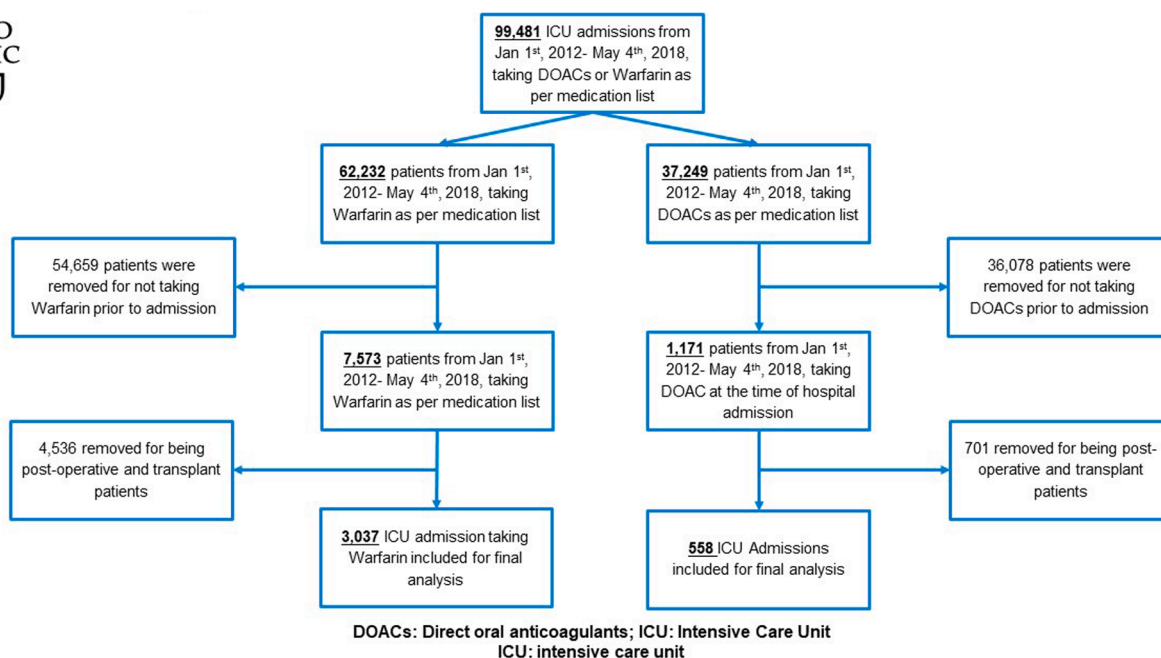 99,481 ICU admissions from
Jan 1st, 2012- May 4th, 2018,
taking DOACs or Warfarin as
per medication list
62,232 patients from Jan 1st,
2012- May 4th, 2018, taking
Warfarin as per medication list
37,249 patients from Jan 1st,
2012- May 4th, 2018, taking
DOACs as per medication list
54,659 patients were
removed for not taking
Warfarin prior to admission
36,078 patients were
removed for not taking
DOACs prior to admission
7,573 patients from Jan 1st,
2012- May 4th, 2018, taking
Warfarin as per medication list
1,171 patients from Jan 1st,
2012- May 4th, 2018, taking
DOAC at the time of hospital
admission
4,536 removed for being
post-operative and transplant
patients
701 removed for being post-
operative and transplant
patients
3,037 ICU admission taking
Warfarin included for final
analysis
558 ICU Admissions
included for final analysis
DOACs: Direct oral anticoagulants; ICU: Intensive Care Unit
ICU: intensive care unit